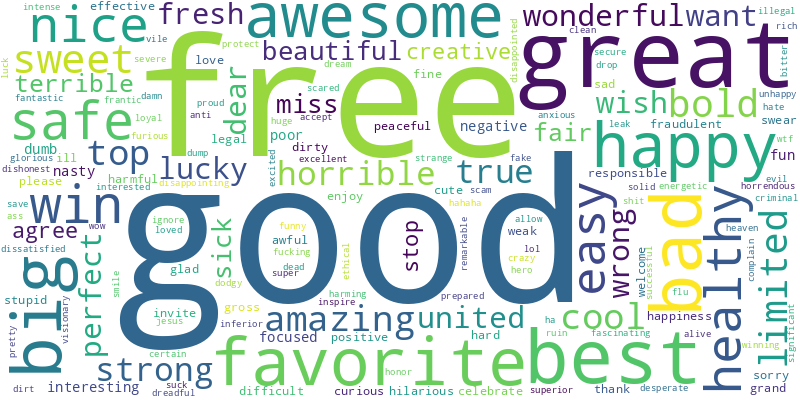 free
good
great
awesome
favorite
best
happy
nice
sweet
terrible
safe
fresh
effective
intense
vile
severe
love
luck
fantastic
frantic
damn
proud
loyal
furious
anti
legal
dear
beautiful
creative
miss
huge
scared
protect
dream
accept
fine
peaceful
poor
dirty
excellent
negative
strange
disappointed
wonderful
want
illegal
clean
secure
rich
drop
bitter
sad
unhappy
wish
bold
hate
anxious
leak
fraudulent
swear
wtf
fair
fun
dumb
glorious
ill
dishonest
nasty
top
dump
lucky
horrible
true
fake
responsible
please
harmful
interested
disappointing
excited
enjoy
cute
scam
solid
energetic
evil
horrendous
criminal
save
ass
wow
win
agree
ignore
loved
funny
fucking
awful
dead
super
stop
hahaha
weak
remarkable
allow
lol
crazy
hero
easy
wrong
shit
bad
healthy
heaven
complain
limited
significant
dissatisfied
big
perfect
smile
glad
sick
dodgy
ethical
harming
prepared
welcome
successful
flu
stupid
visionary
pretty
invite
jesus
gross
inferior
inspire
amazing
united
cool
happiness
alive
winning
certain
focused
positive
hard
ha
ruin
fascinating
strong
interesting
dirt
suck
dreadful
difficult
curious
honor
hilarious
celebrate
superior
thank
desperate
sorry
grand